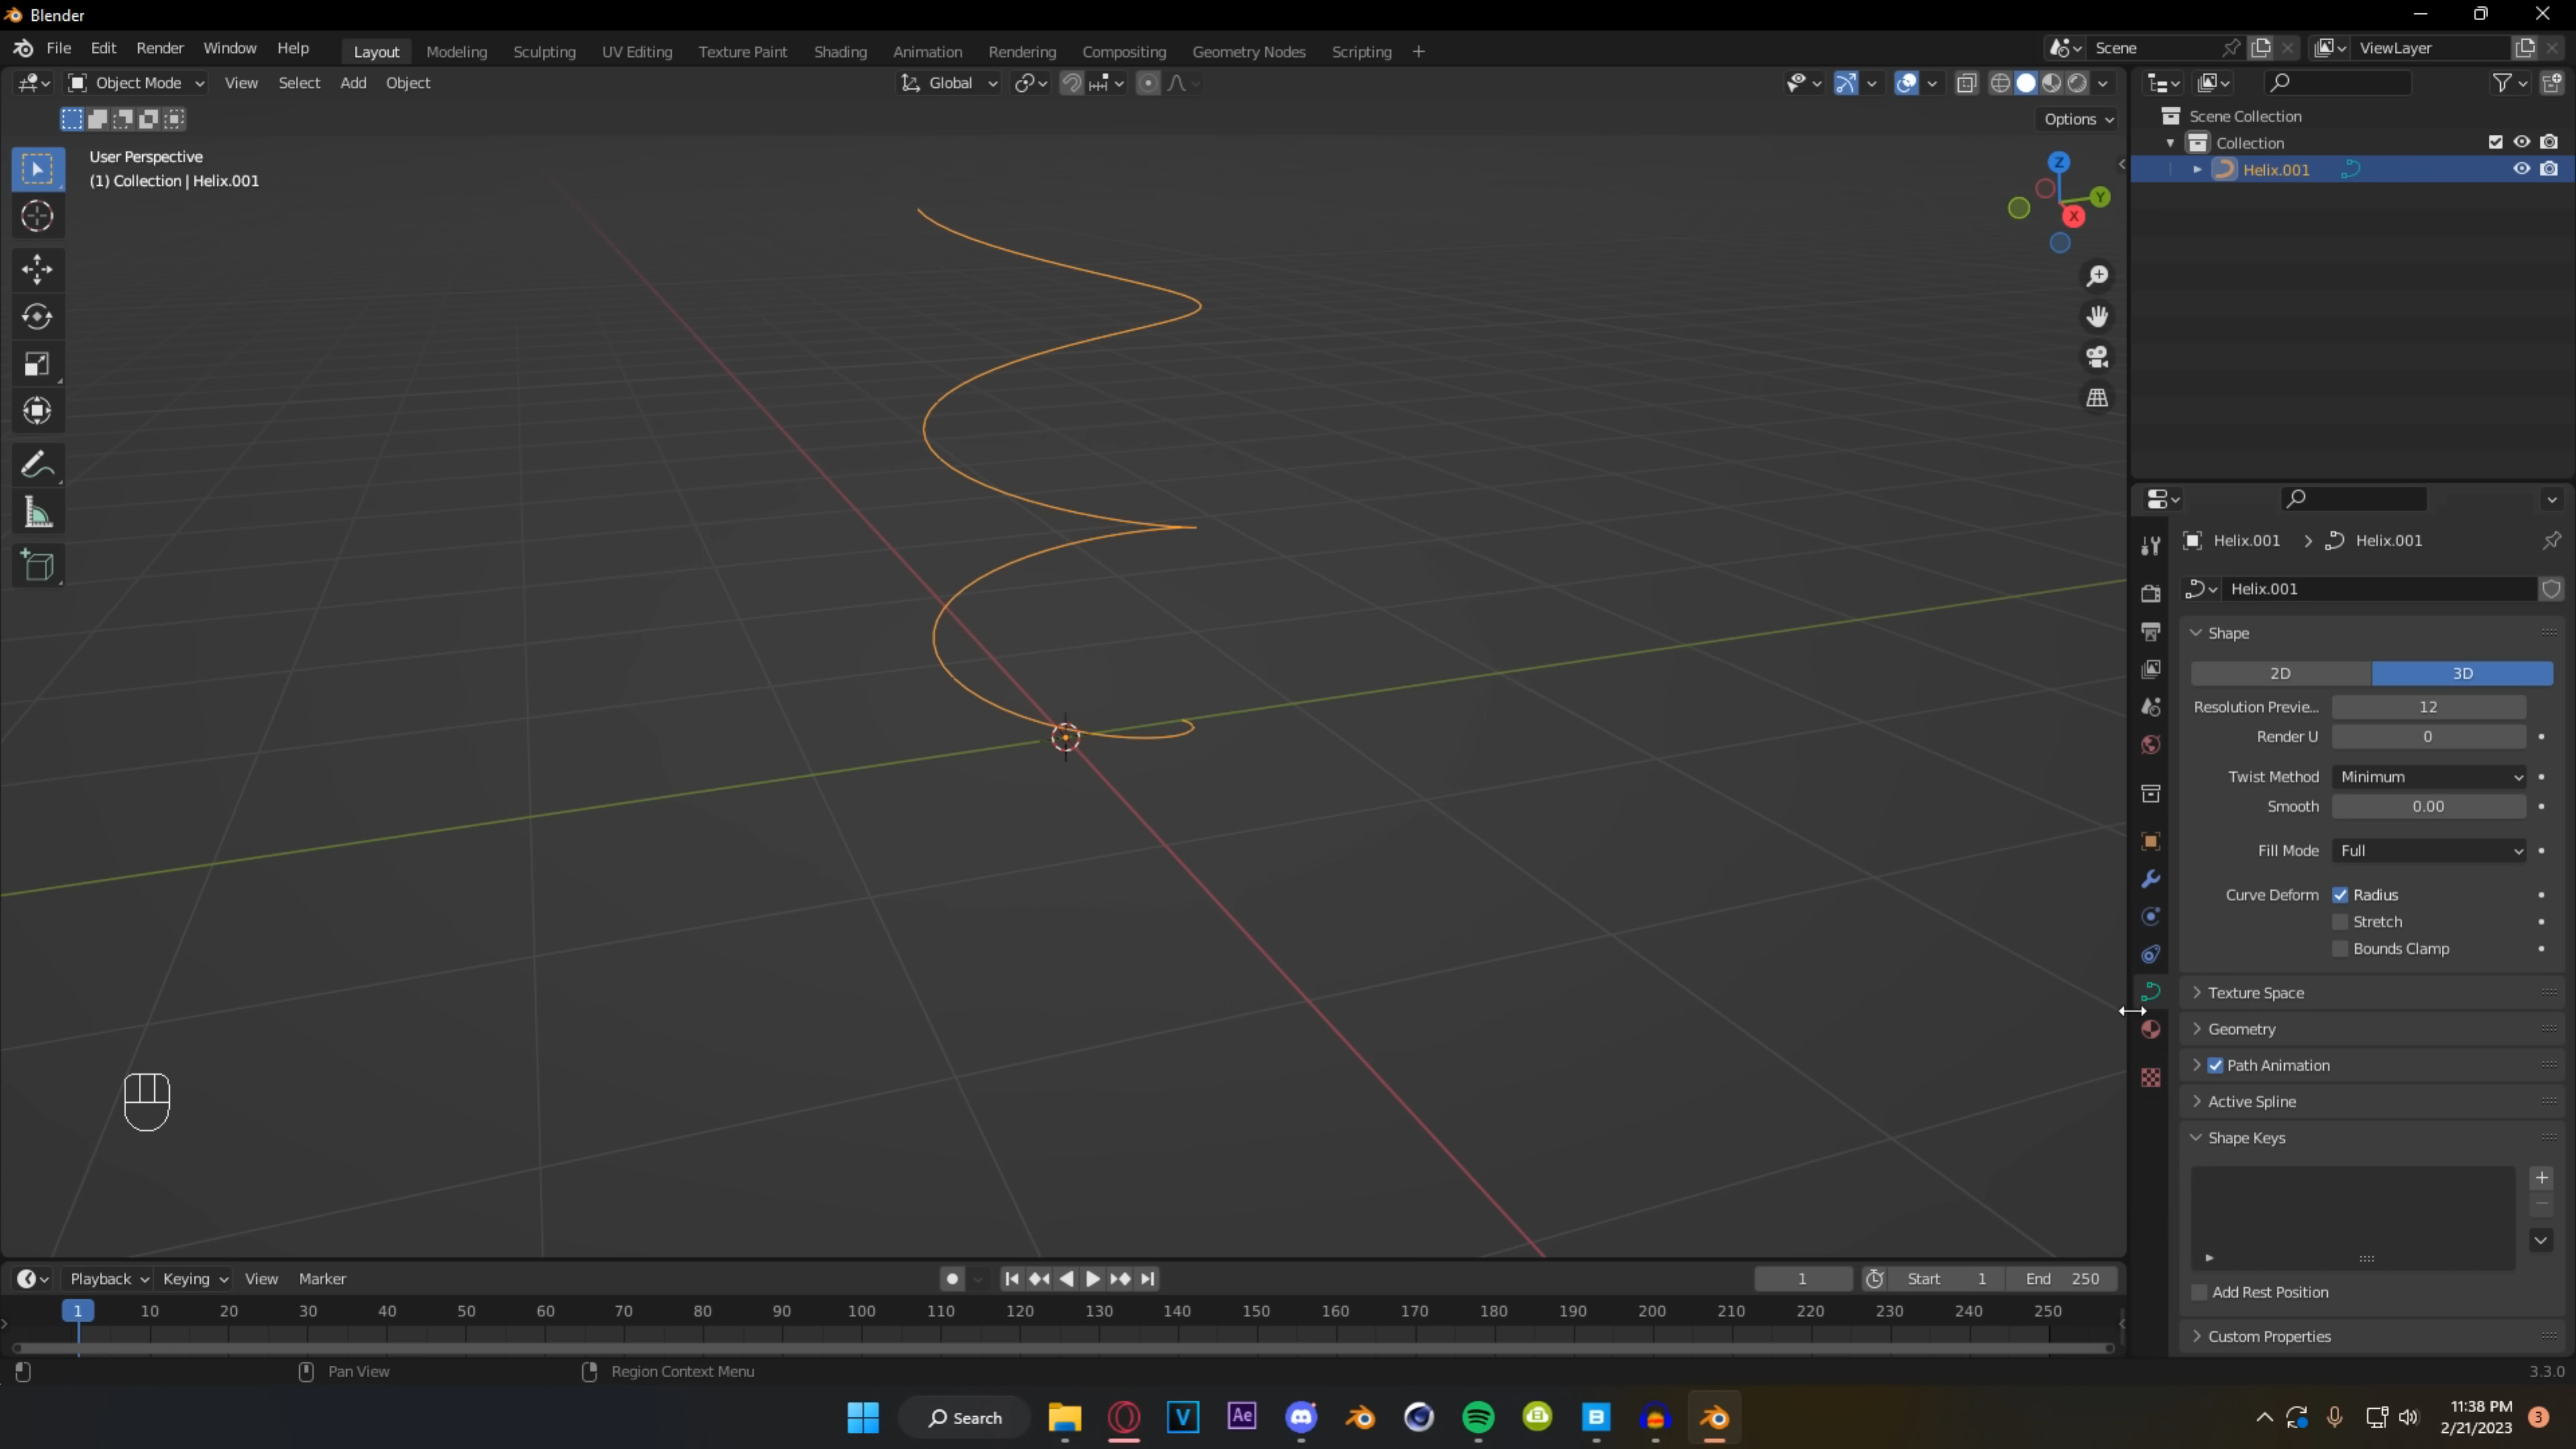 Blender
File Edit Render Window Help Layout Modeling Sculpting UV Editing Texture Paint Shading Animation Rendering Compositing Geometry Nodes Scripting + Scene ViewLayer
Object Mode View Select Add Object Global
Options
User Perspective
(1) Collection | Helix.001
Z
Y
X
Scene Collection
Collection
Helix.001
Helix.001 > Helix.001
Helix.001
Shape
2D 3D
Resolution Previe... 12
Render U 0
Twist Method Minimum
Smooth 0.00
Fill Mode Full
Curve Deform Radius
Stretch
Bounds Clamp
Texture Space
Geometry
Path Animation
Active Spline
Shape Keys
Add Rest Position
Custom Properties
Playback Keying View Marker 1 Start 1 End 250
1 10 20 30 40 50 60 70 80 90 100 110 120 130 140 150 160 170 180 190 200 210 220 230 240 250
Pan View Region Context Menu 3.3.0
Search V Ae B 11:38 PM 3
2/21/2023